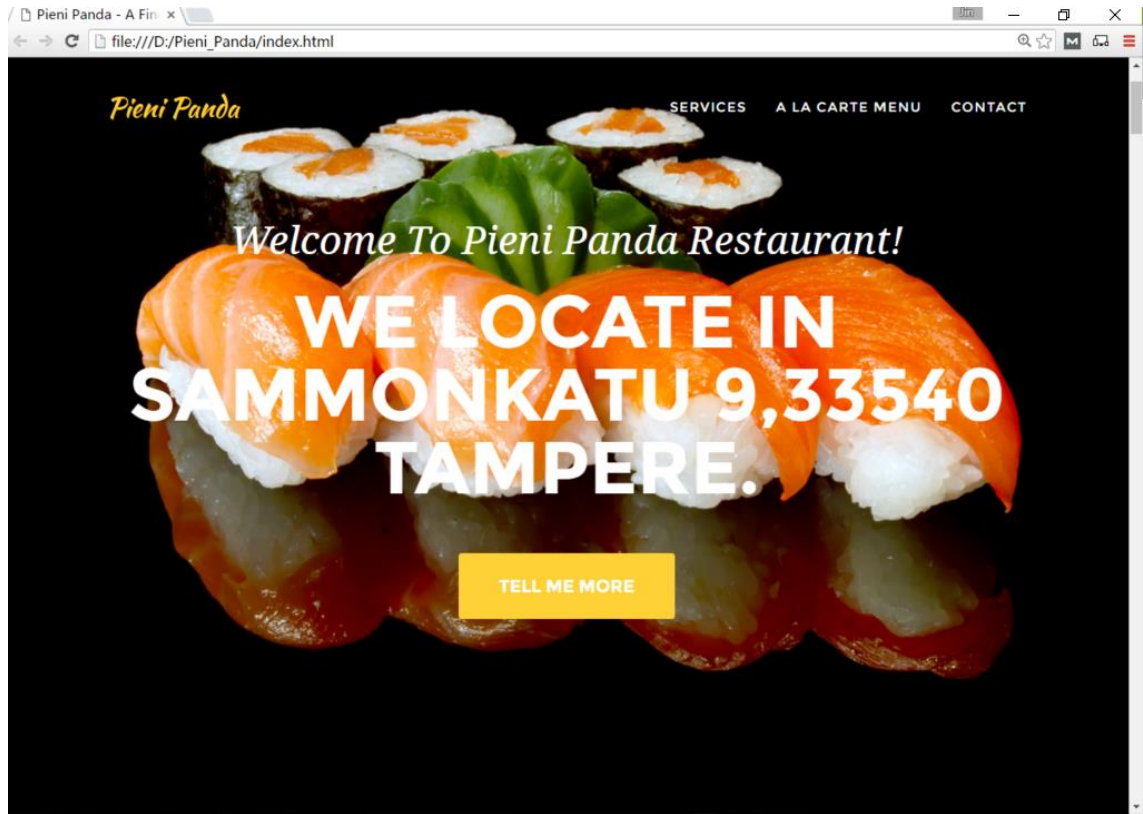 Pieni Panda - A Fin
Jin
file:///D:/Pieni_Panda/index.html
M
Pieni Panda
SERVICES A LA CARTE MENU CONTACT
Welcome To Pieni Panda Restaurant!
WE LOCATE IN
SAMMONKATU 9,33540
TAMPERE.
TELL ME MORE